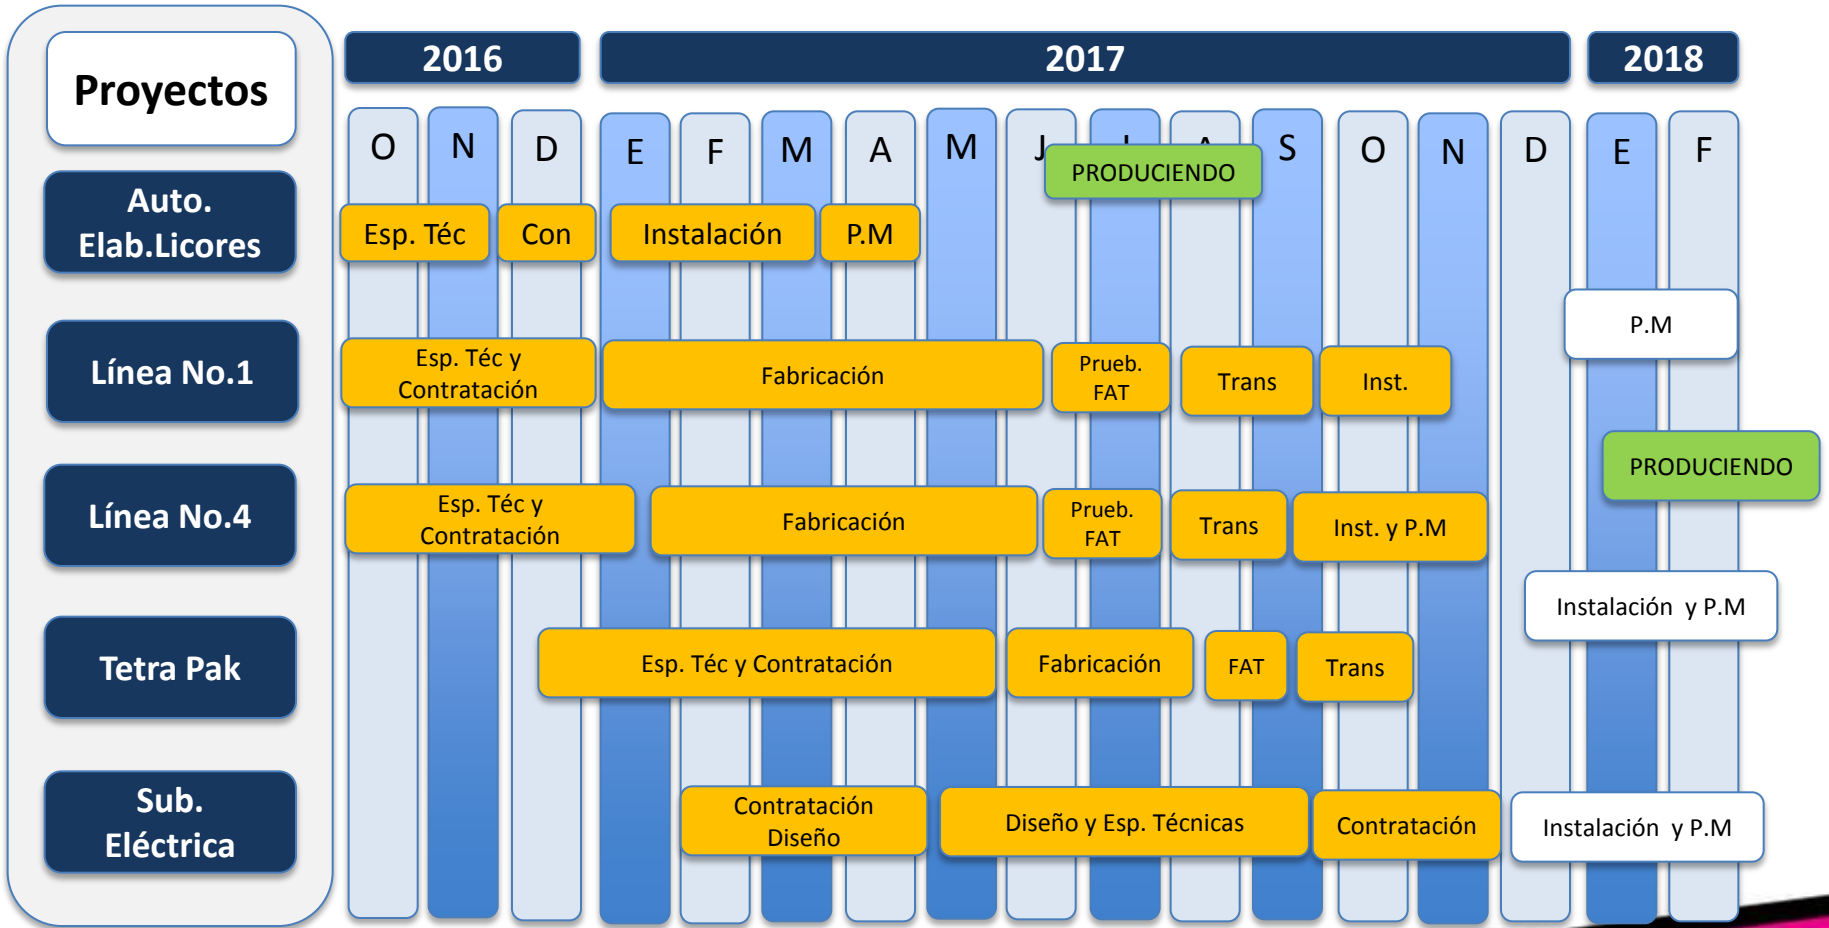 Proyectos
2016
2017
2018
O N D E F M A M J J A S O N D E F
PRODUCIENDO
Auto.
Elab.Licores
Esp. Téc
Con
Instalación
P.M
P.M
Línea No.1
Esp. Téc y
Contratación
Fabricación
Prueb.
FAT
Trans
Inst.
PRODUCIENDO
Línea No.4
Esp. Téc y
Contratación
Fabricación
Prueb.
FAT
Trans
Inst. y P.M
Instalación y P.M
Tetra Pak
Esp. Téc y Contratación
Fabricación
FAT
Trans
Sub.
Eléctrica
Contratación
Diseño
Diseño y Esp. Técnicas
Contratación
Instalación y P.M